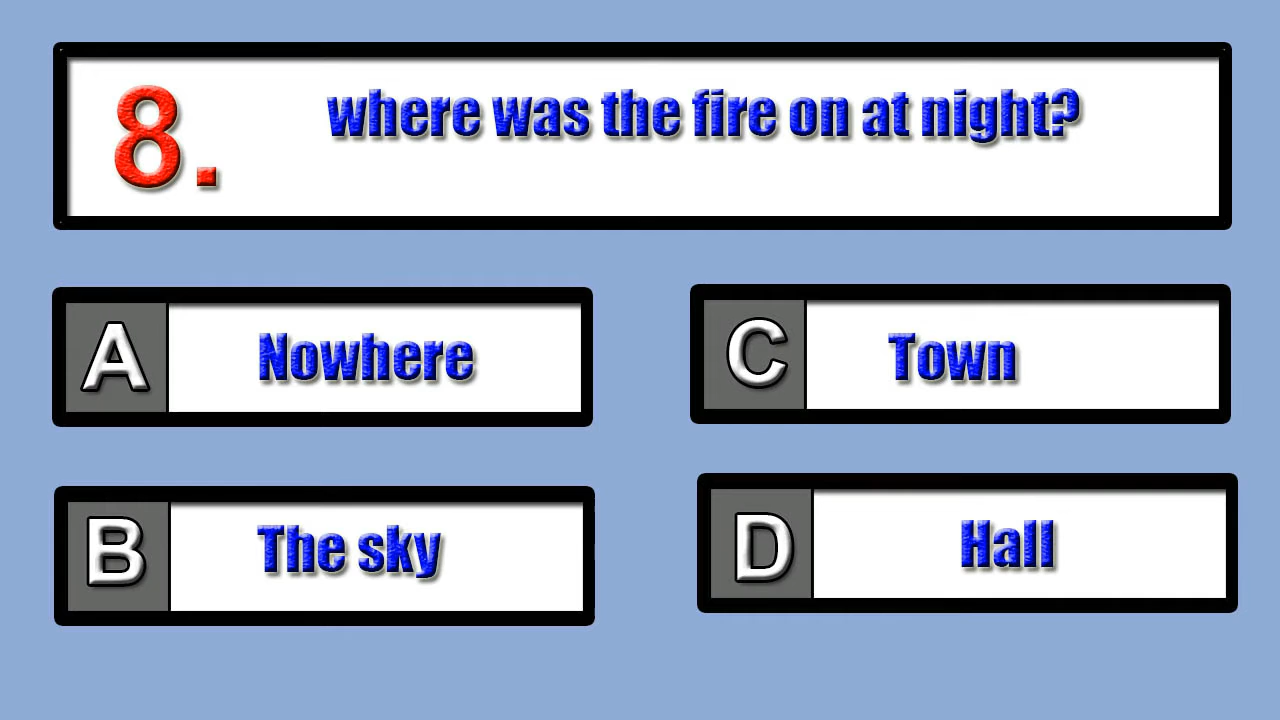 8. where was the fire on at night?
A Nowhere
C Town
B The sky
D Hall